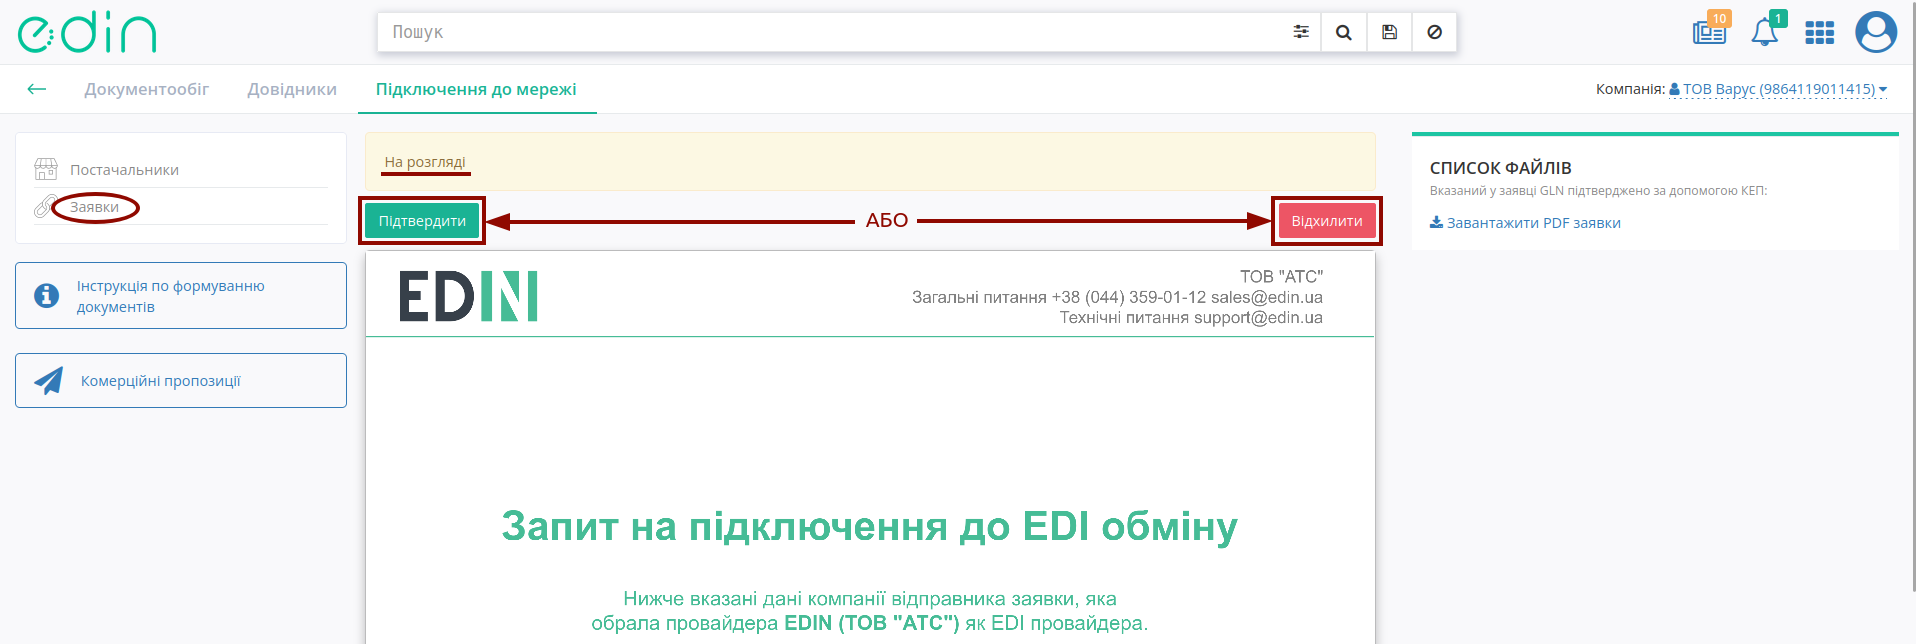 edin
Пошук
10
1
Документообіг
Довідники
Підключення до мережі
Компанія: ТОВ Варус (9864119011415)
Постачальники
Заявки
Інструкція по формуванню
документів
Комерційні пропозиції
На розгляді
Підтвердити
АБО
Відхилити
EDIN
ТОВ "АТС"
Загальні питання +38 (044) 359-01-12 sales@edin.ua
Технічні питання support@edin.ua
Запит на підключення до EDI обміну
Нижче вказані дані компанії відправника заявки, яка
обрала провайдера EDIN (ТОВ "АТС") як EDI провайдера.
СПИСОК ФАЙЛІВ
Вказаний у заявці GLN підтверджено за допомогою КЕП:
Завантажити PDF заявки